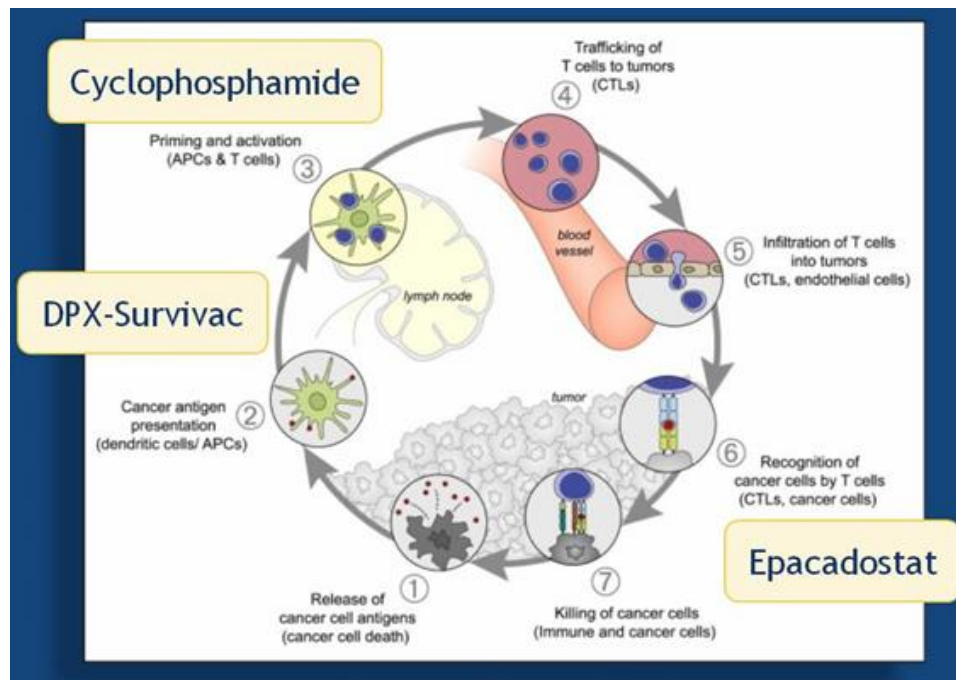 Cyclophosphamide
Trafficking of
T cells to tumors
(CTLs)
④
Priming and activation
(APCs & T cells)
③
blood
vessel
⑤
Infiltration of T cells
into tumors
(CTLs, endothelial cells)
lymph node
DPX-Survivac
②
Cancer antigen
presentation
(dendritic cells/ APCs)
tumor
⑥
Recognition of
cancer cells by T cells
(CTLs, cancer cells)
Epacadostat
①
Release of
cancer cell antigens
(cancer cell death)
⑦
Killing of cancer cells
(Immune and cancer cells)